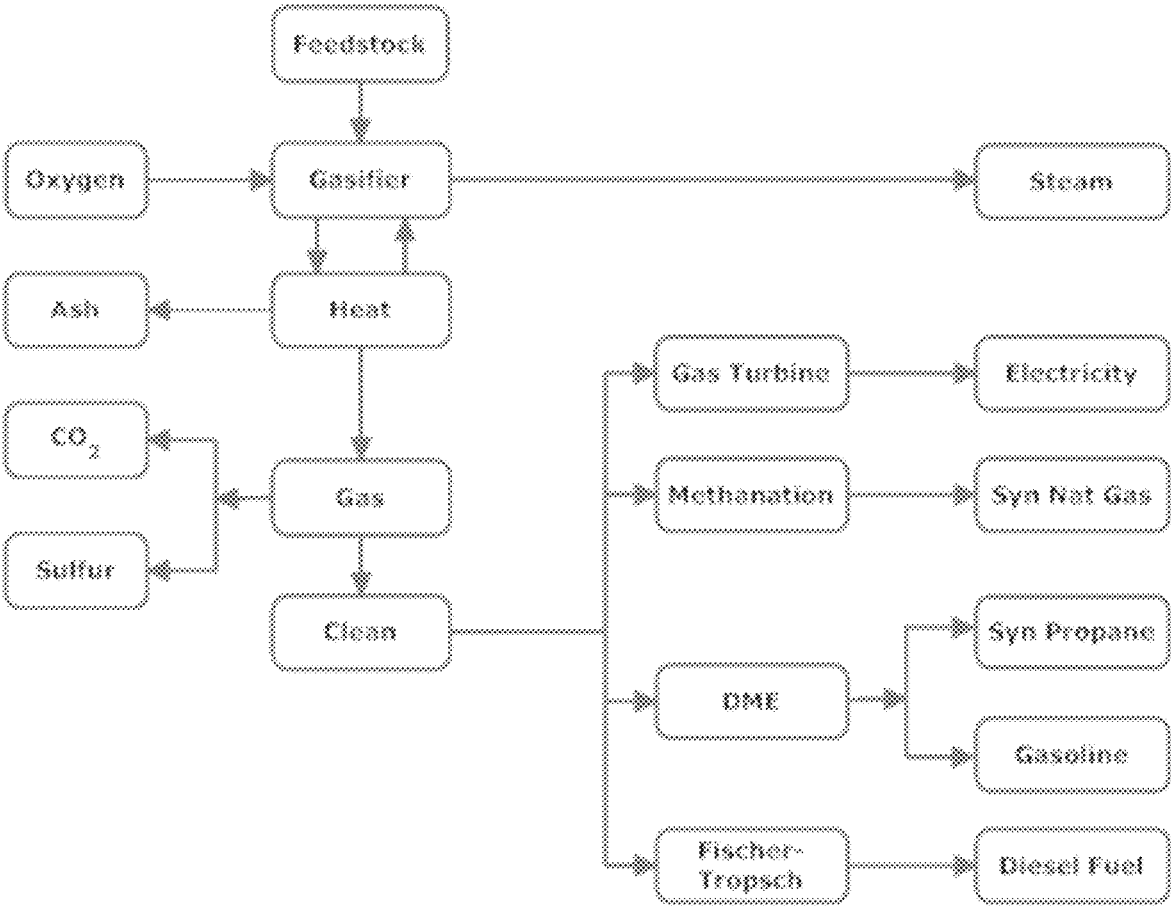 Feedstock
Oxygen
Gasifier
Steam
Ash
Heat
Gas Turbine
Electricity
CO2
Gas
Methanation
Syn Nat Gas
Sulfur
Clean
Syn Propane
DME
Gasoline
Fischer-
Tropsch
Diesel Fuel